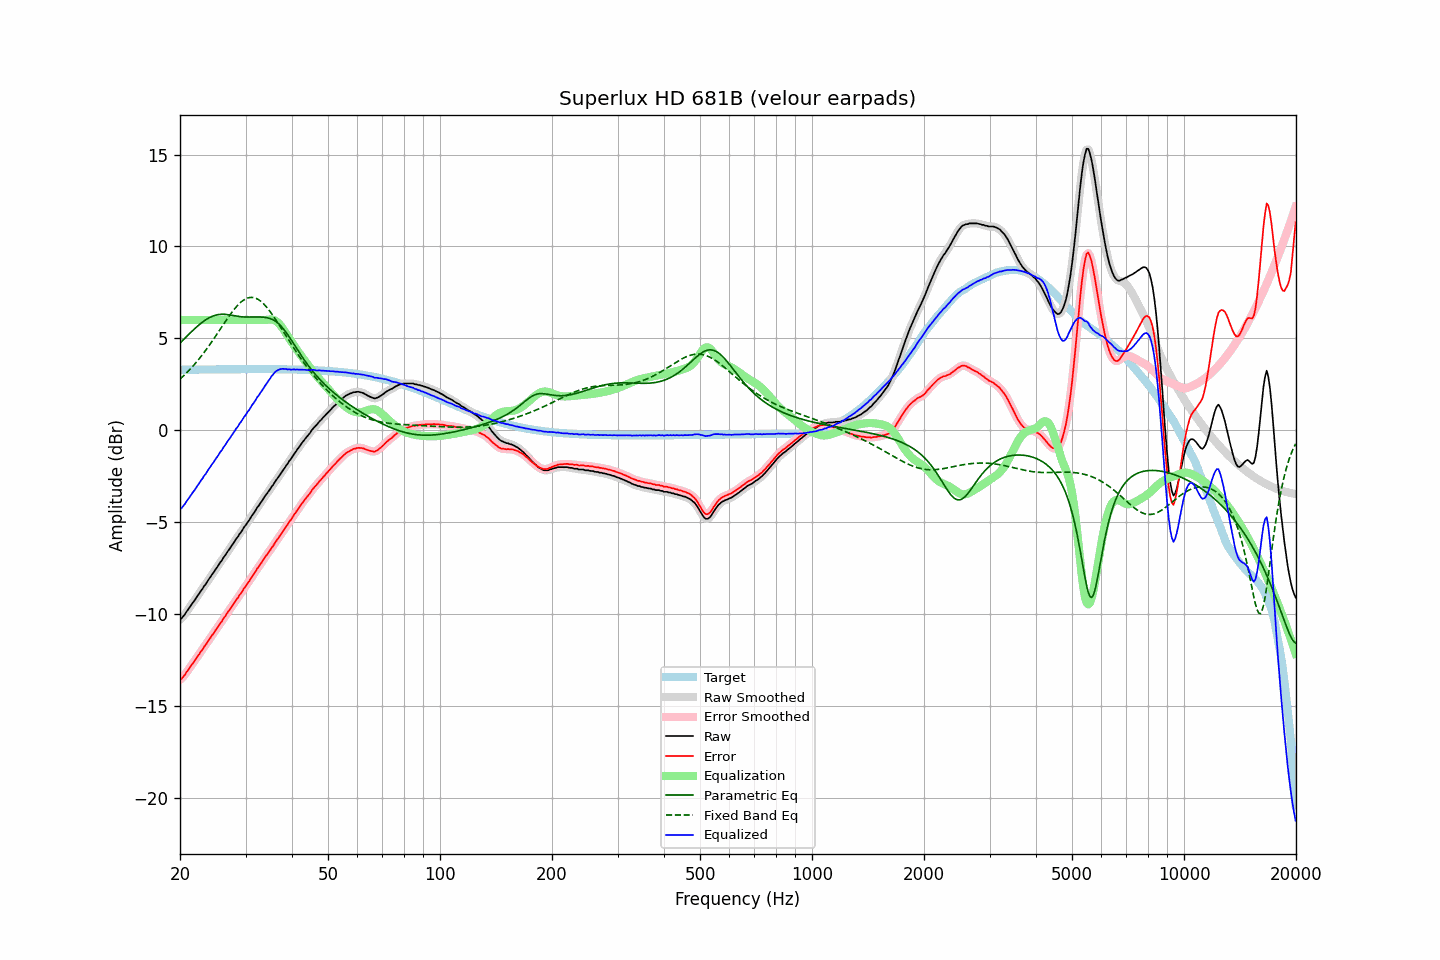 Superlux HD 681B (velour earpads)
Amplitude (dBr)
15
10
5
0
−5
−10
−15
−20
Target
Raw Smoothed
Error Smoothed
Raw
Error
Equalization
Parametric Eq
Fixed Band Eq
Equalized
20 50 100 200 500 1000 2000 5000 10000 20000
Frequency (Hz)